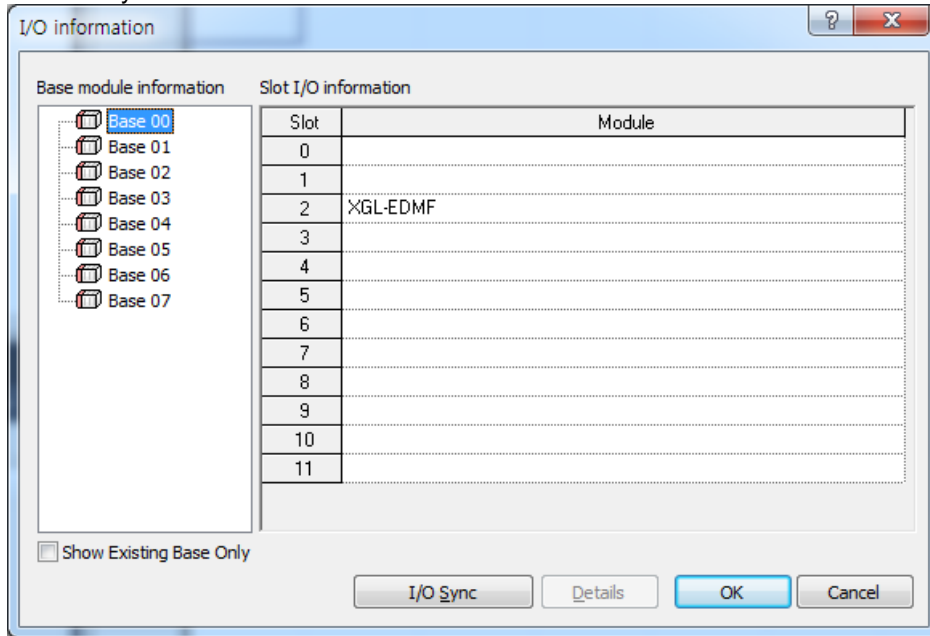 I/O information
Base module information Slot I/O information
Base 00
Base 01
Base 02
Base 03
Base 04
Base 05
Base 06
Base 07
Slot Module
0
1
2 XGL-EDMF
3
4
5
6
7
8
9
10
11
Show Existing Base Only
I/O Sync Details OK Cancel